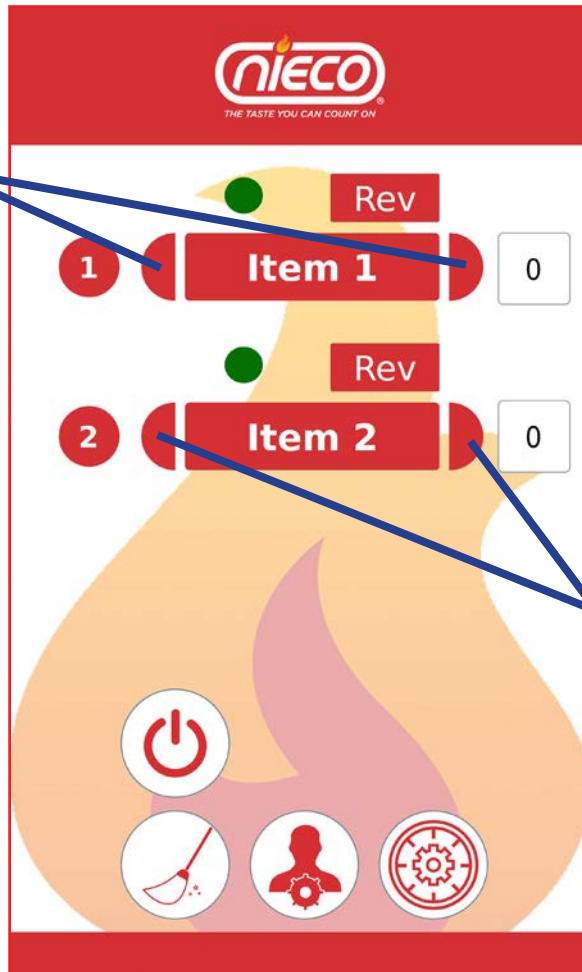 NIECO
THE TASTE YOU CAN COUNT ON
®
Rev
1 Item 1 0
Rev
2 Item 2 0